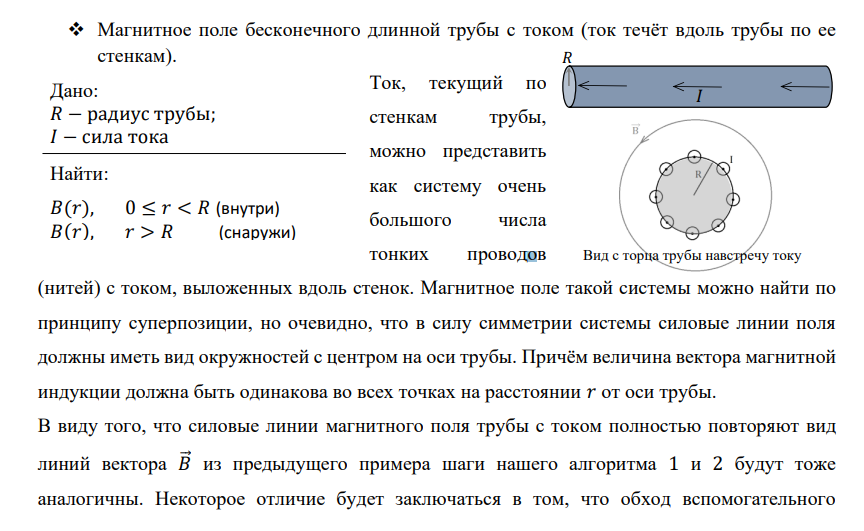 ❖ Магнитное поле бесконечного длинной трубы с током (ток течёт вдоль трубы по ее
стенкам).
Дано:
R − радиус трубы;
I − сила тока
Найти:
B(r), 0 ≤ r < R (внутри)
B(r), r > R (снаружи)
Ток, текущий по
стенкам трубы,
можно представить
как систему очень
большого числа
тонких проводов
R
I
B
I
R
Вид с торца трубы навстречу току
(нитей) с током, выложенных вдоль стенок. Магнитное поле такой системы можно найти по
принципу суперпозиции, но очевидно, что в силу симметрии системы силовые линии поля
должны иметь вид окружностей с центром на оси трубы. Причём величина вектора магнитной
индукции должна быть одинакова во всех точках на расстоянии r от оси трубы.
В виду того, что силовые линии магнитного поля трубы с током полностью повторяют вид
линий вектора B⃗ из предыдущего примера шаги нашего алгоритма 1 и 2 будут тоже
аналогичны. Некоторое отличие будет заключаться в том, что обход вспомогательного